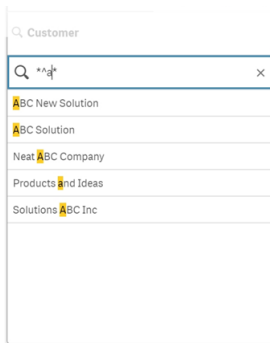 Customer
*^a*
ABC New Solution
ABC Solution
Neat ABC Company
Products and Ideas
Solutions ABC Inc